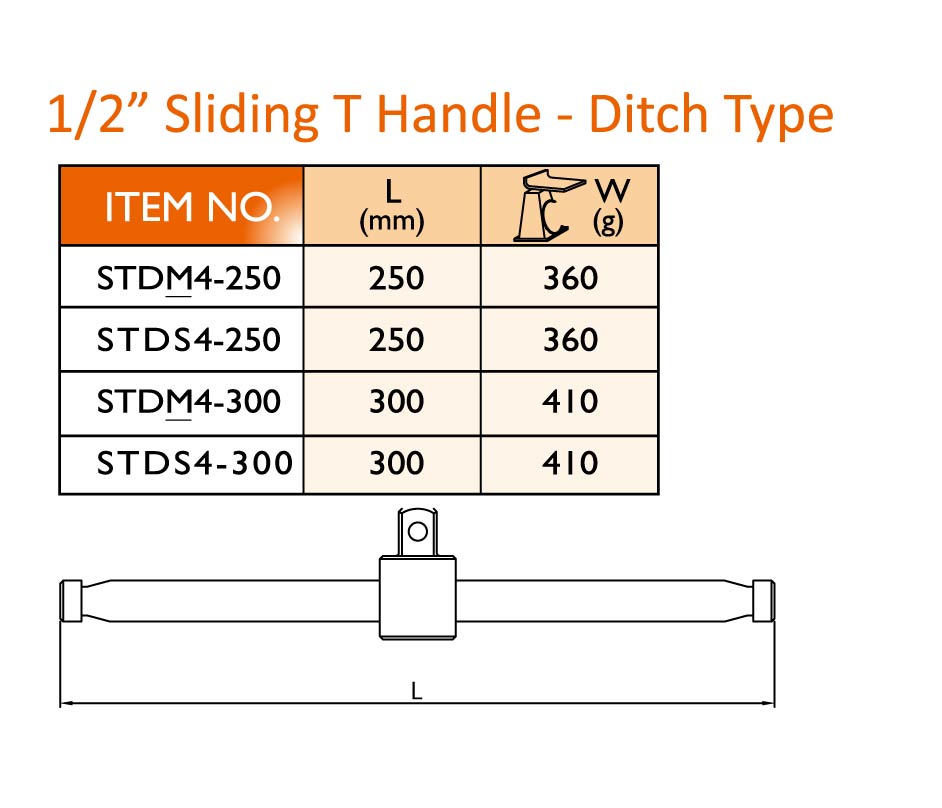 1/2” Sliding T Handle - Ditch Type
ITEM NO. L (mm) W (g)
STDM4-250 250 360
STDS4-250 250 360
STDM4-300 300 410
STDS4-300 300 410
L